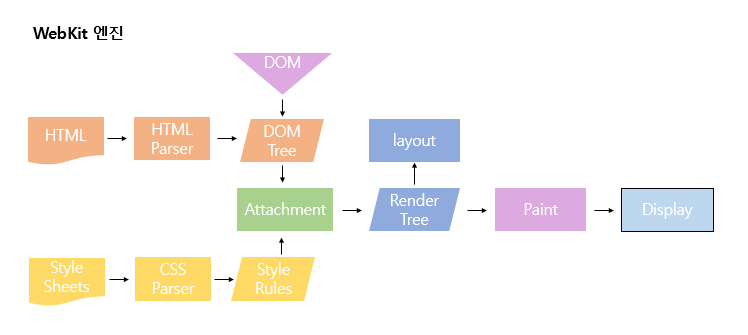 WebKit 엔진
DOM
HTML
HTML
Parser
DOM
Tree
layout
Attachment
Render
Tree
Paint
Display
Style
Sheets
CSS
Parser
Style
Rules